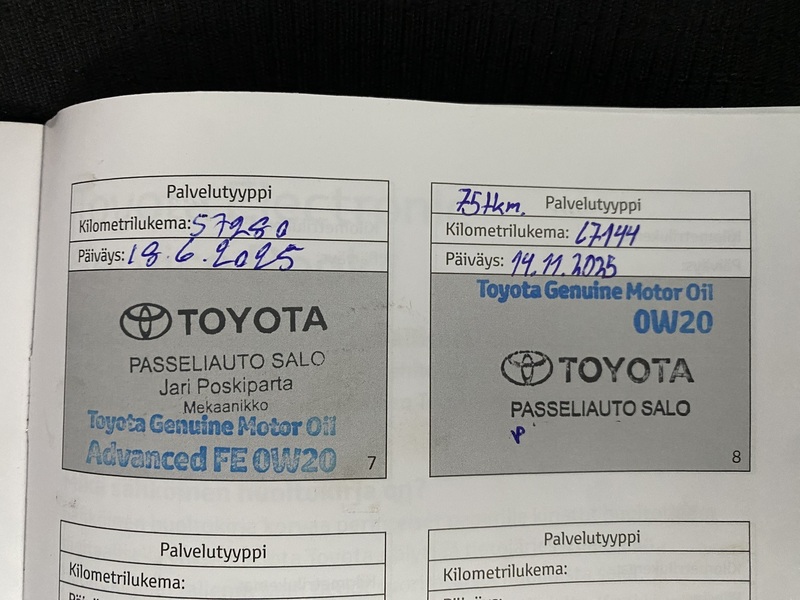 Palvelutyyppi
Kilometrilukema: 57280
Päiväys: 18.6.2025
TOYOTA
PASSELIAUTO SALO
Jari Poskiparta
Mekaanikko
Toyota Genuine Motor Oil
Advanced FE 0W20
7
75tkm. Palvelutyyppi
Kilometrilukema: 67144
Päiväys: 14.11.2025
Toyota Genuine Motor Oil
0W20
TOYOTA
PASSELIAUTO SALO
8
Palvelutyyppi
Kilometrilukema:
Palvelutyyppi
Kilometrilukema: